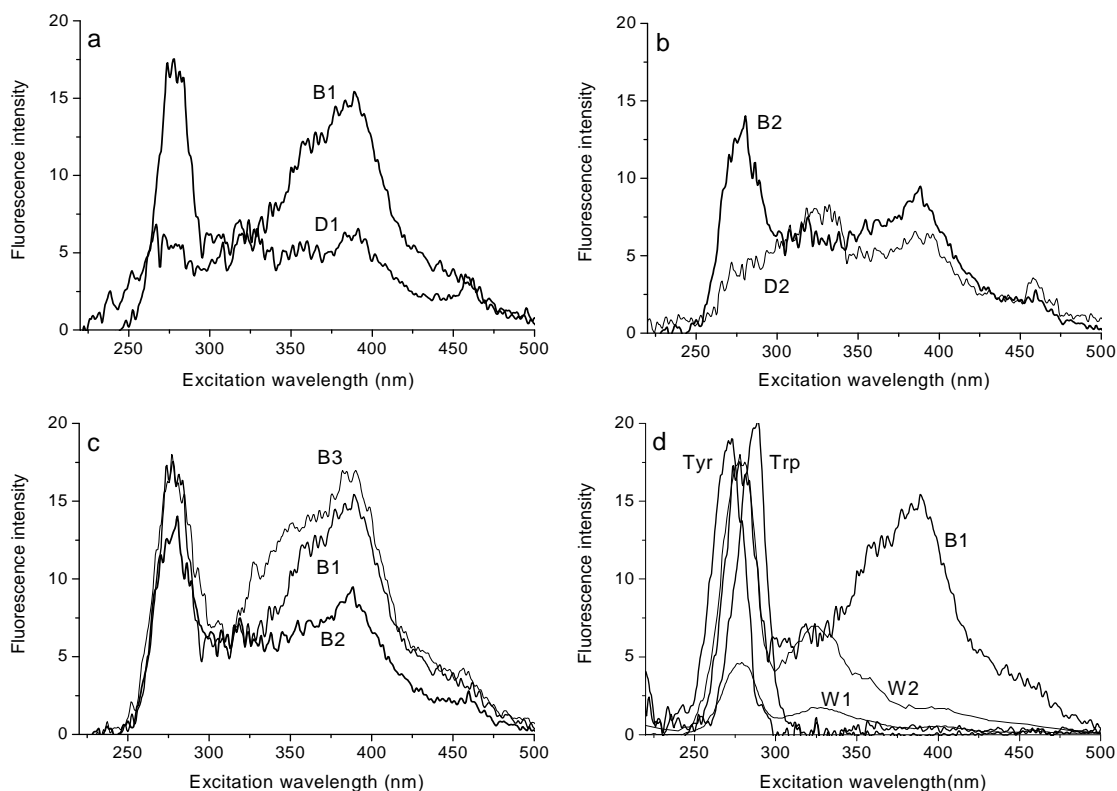 a
20
15
10
5
0
Fluorescence intensity
B1
D1
250 300 350 400 450 500
Excitation wavelength (nm)
b
20
15
10
5
0
Fluorescence intensity
B2
D2
250 300 350 400 450 500
Excitation wavelength (nm)
c
20
15
10
5
0
Fluorescence intensity
B3
B1
B2
250 300 350 400 450 500
Excitation wavelength (nm)
d
20
15
10
5
0
Fluorescence intensity
Tyr Trp
B1
W2
W1
250 300 350 400 450 500
Excitation wavelength(nm)